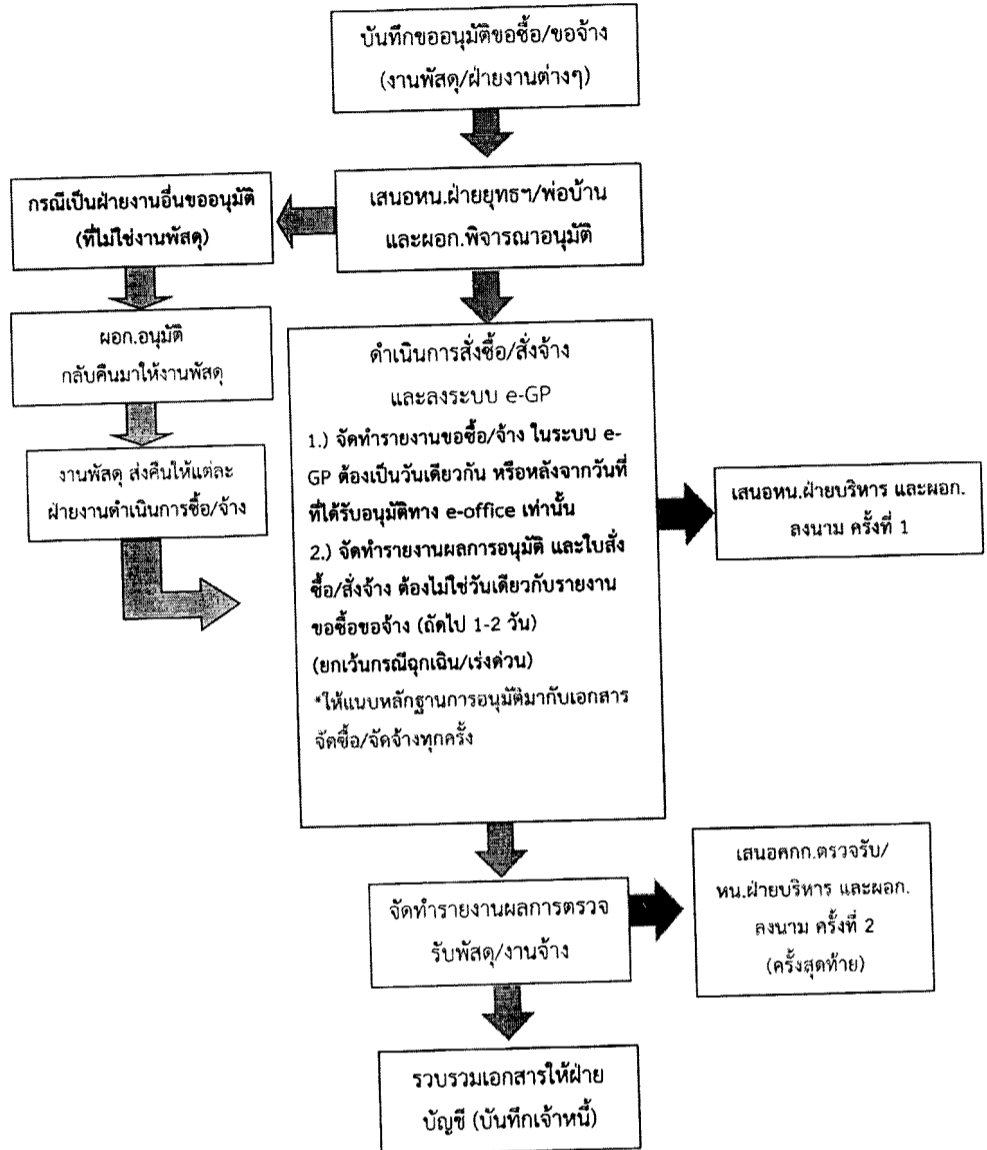 บันทึกขออนุมัติขอซื้อ/ขอจ้าง
(งานพัสดุ/ฝ่ายงานต่างๆ)
เสนอหน.ฝ่ายยุทธฯ/พ่อบ้าน
และผอก.พิจารณาอนุมัติ
กรณีเป็นฝ่ายงานอื่นขออนุมัติ
(ที่ไม่ใช่งานพัสดุ)
ผอก.อนุมัติ
กลับคืนมาให้งานพัสดุ
งานพัสดุ ส่งคืนให้แต่ละ
ฝ่ายงานดำเนินการซื้อ/จ้าง
ดำเนินการสั่งซื้อ/สั่งจ้าง
และลงระบบ e-GP
1.) จัดทำรายงานขอซื้อ/จ้าง ในระบบ e-
GP ต้องเป็นวันเดียวกัน หรือหลังจากวันที่
ที่ได้รับอนุมัติทาง e-office เท่านั้น
2.) จัดทำรายงานผลการอนุมัติ และใบสั่ง
ซื้อ/สั่งจ้าง ต้องไม่ใช่วันเดียวกับรายงาน
ขอซื้อขอจ้าง (ถัดไป 1-2 วัน)
(ยกเว้นกรณีฉุกเฉิน/เร่งด่วน)
*ให้แนบหลักฐานการอนุมัติมากับเอกสาร
จัดซื้อ/จัดจ้างทุกครั้ง
เสนอหน.ฝ่ายบริหาร และผอก.
ลงนาม ครั้งที่ 1
จัดทำรายงานผลการตรวจ
รับพัสดุ/งานจ้าง
เสนอคกก.ตรวจรับ/
หน.ฝ่ายบริหาร และผอก.
ลงนาม ครั้งที่ 2
(ครั้งสุดท้าย)
รวบรวมเอกสารให้ฝ่าย
บัญชี (บันทึกเจ้าหนี้)